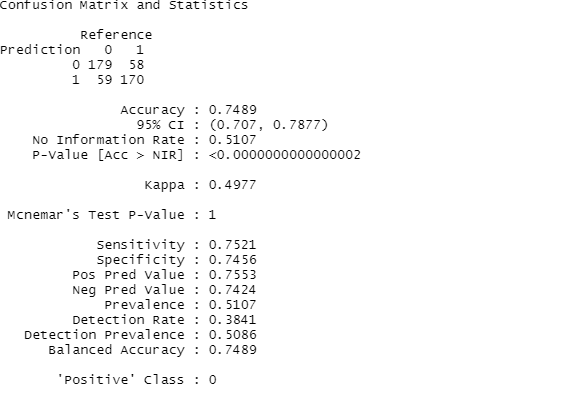 Confusion Matrix and Statistics
Reference
Prediction 0 1
0 179 58
1 59 170
Accuracy : 0.7489
95% CI : (0.707, 0.7877)
No Information Rate : 0.5107
P-Value [Acc > NIR] : <0.0000000000000002
Kappa : 0.4977
Mcnemar's Test P-Value : 1
Sensitivity : 0.7521
Specificity : 0.7456
Pos Pred Value : 0.7553
Neg Pred Value : 0.7424
Prevalence : 0.5107
Detection Rate : 0.3841
Detection Prevalence : 0.5086
Balanced Accuracy : 0.7489
'Positive' Class : 0